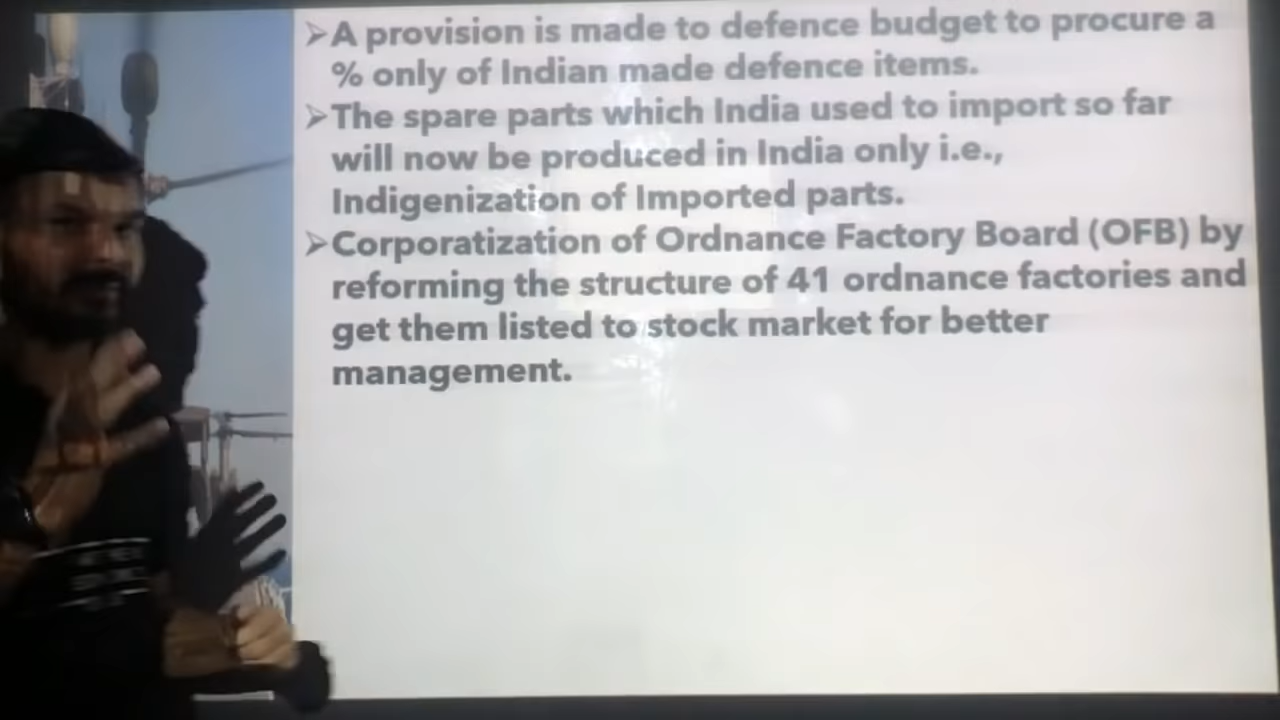 ➢A provision is made to defence budget to procure a
% only of Indian made defence items.
➢The spare parts which India used to import so far
will now be produced in India only i.e.,
Indigenization of Imported parts.
➢Corporatization of Ordnance Factory Board (OFB) by
reforming the structure of 41 ordnance factories and
get them listed to stock market for better
management.